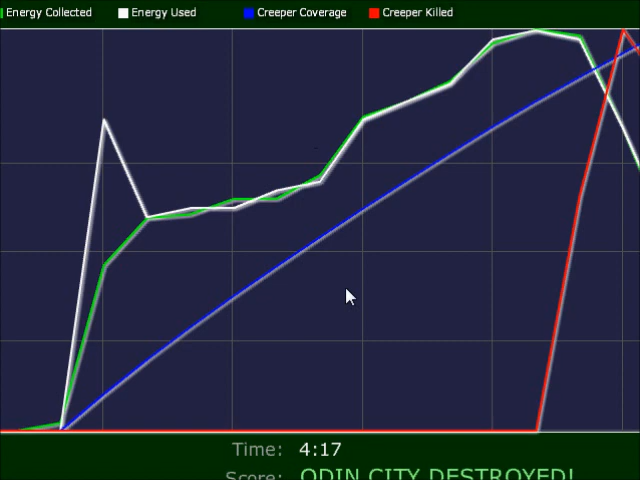 Energy Collected Energy Used Creeper Coverage Creeper Killed
Time: 4:17
Score: ODIN CITY DESTROYED!